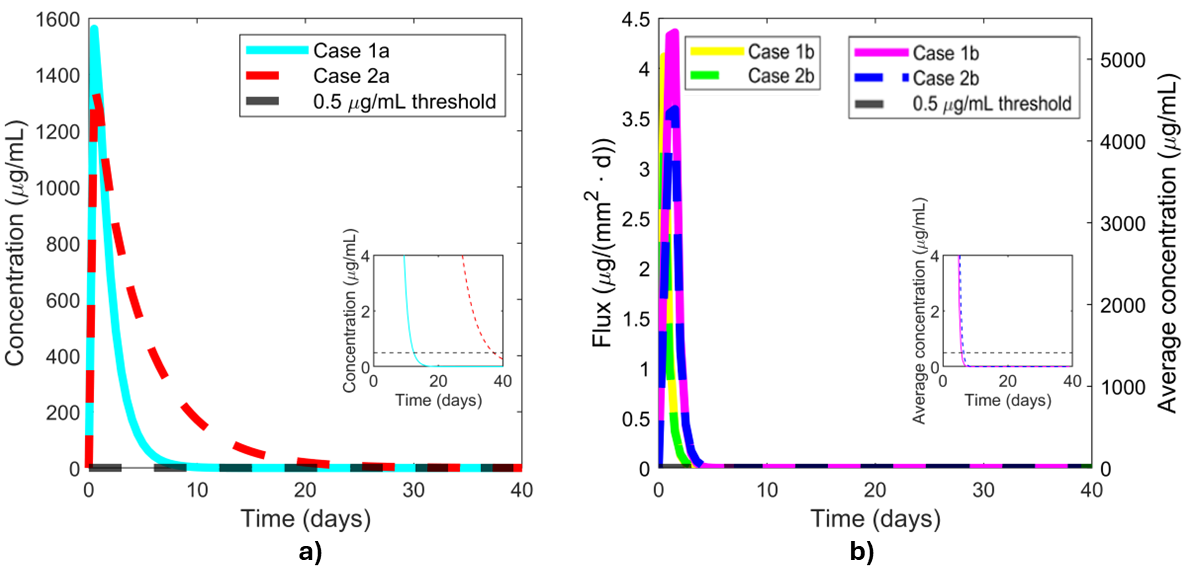 1600
1400
1200
1000
800
600
400
200
0
Concentration (μg/mL)
Case 1a
Case 2a
0.5 μg/mL threshold
4
2
0
Concentration (μg/mL)
0 20 40
Time (days)
0 10 20 30 40
Time (days)
a)
4.5
4
3.5
3
2.5
2
1.5
1
0.5
0
Flux (μg/(mm² · d))
Case 1b
Case 2b
Case 1b
Case 2b
0.5 μg/mL threshold
5000
4000
3000
2000
1000
0
Average concentration (μg/mL)
4
2
0
Average concentration (μg/mL)
0 20 40
Time (days)
0 10 20 30 40
Time (days)
b)